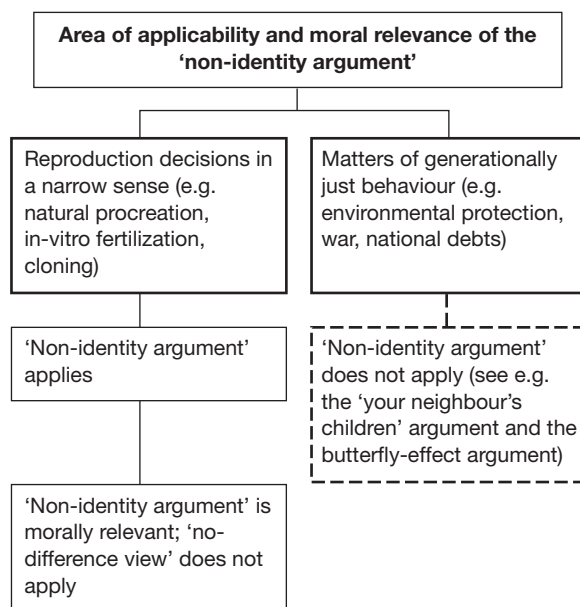 Area of applicability and moral relevance of the
‘non-identity argument’
Reproduction decisions in
a narrow sense (e.g.
natural procreation,
in-vitro fertilization,
cloning)
Matters of generationally
just behaviour (e.g.
environmental protection,
war, national debts)
‘Non-identity argument’
applies
‘Non-identity argument’
does not apply (see e.g.
the ‘your neighbour’s
children’ argument and the
butterfly-effect argument)
‘Non-identity argument’ is
morally relevant; ‘no-
difference view’ does not
apply